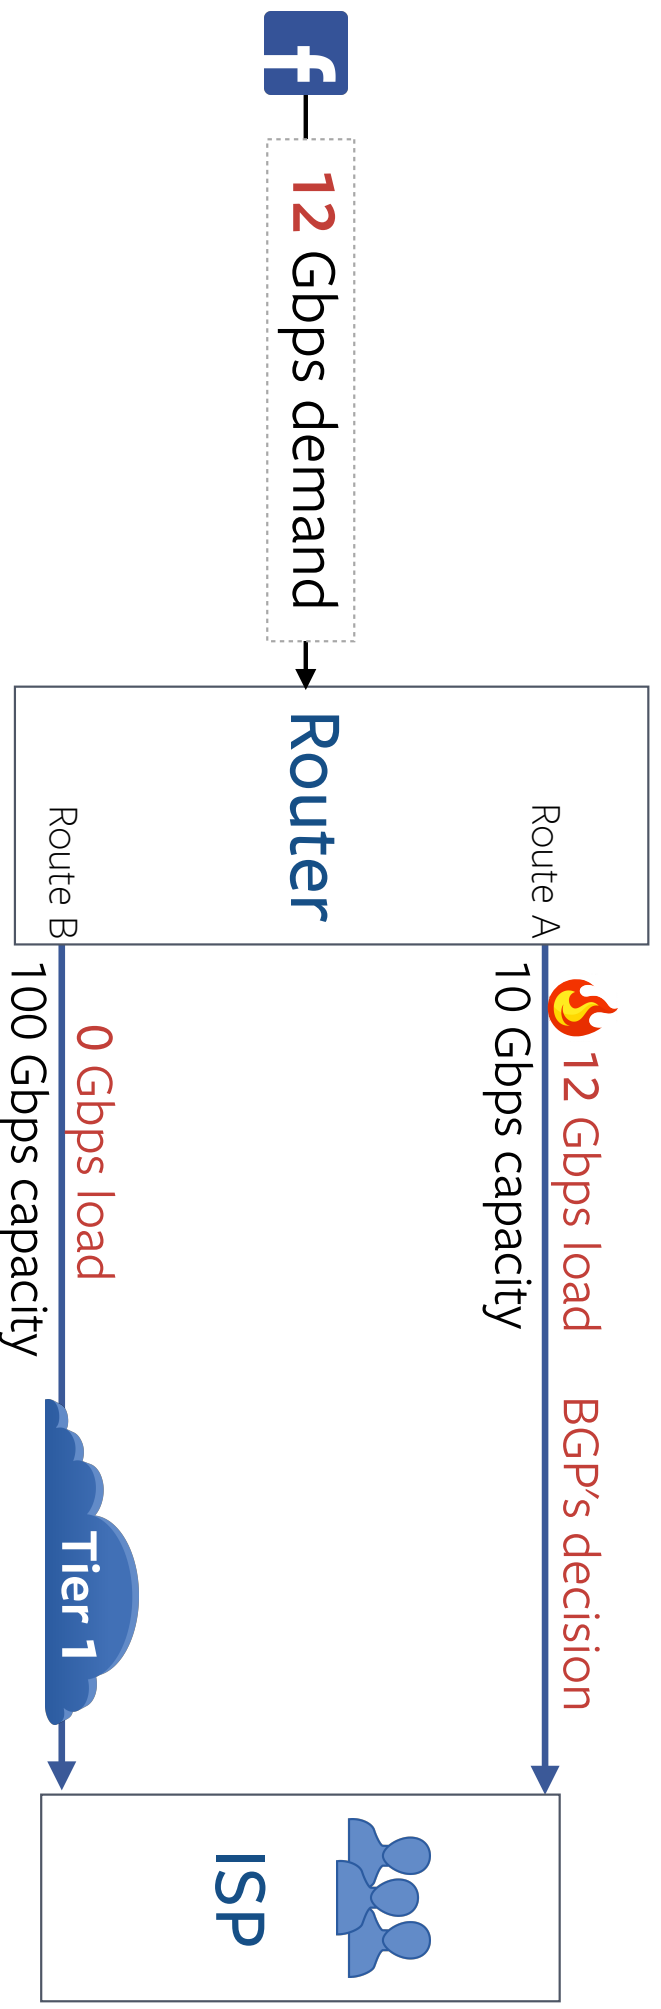 f
12 Gbps demand
Router
Route A
Route B
12 Gbps load
BGP's decision
10 Gbps capacity
0 Gbps load
100 Gbps capacity
Tier 1
ISP